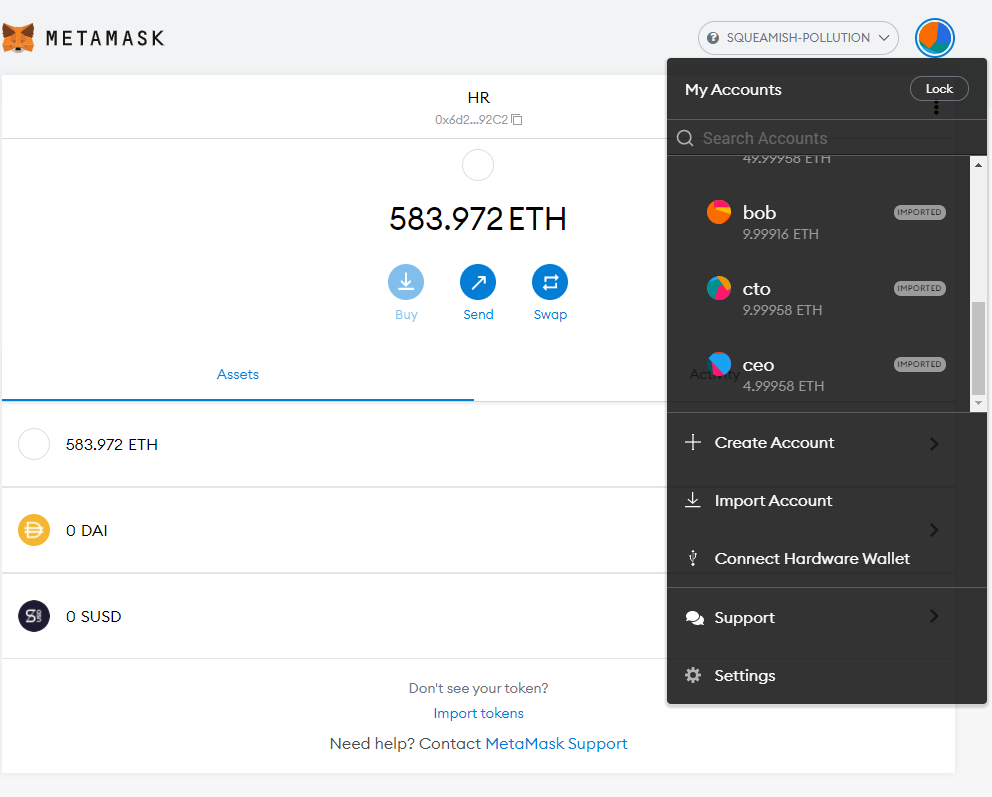 METAMASK
SQUEAMISH-POLLUTION
HR
0x6d2...92C2
583.972 ETH
Buy
Send
Swap
Assets
Activity
583.972 ETH
0 DAI
0 SUSD
Don't see your token?
Import tokens
Need help? Contact MetaMask Support
My Accounts
Lock
Search Accounts
49.99958 ETH
bob
IMPORTED
9.99916 ETH
cto
IMPORTED
9.99958 ETH
ceo
IMPORTED
4.99958 ETH
Create Account
Import Account
Connect Hardware Wallet
Support
Settings